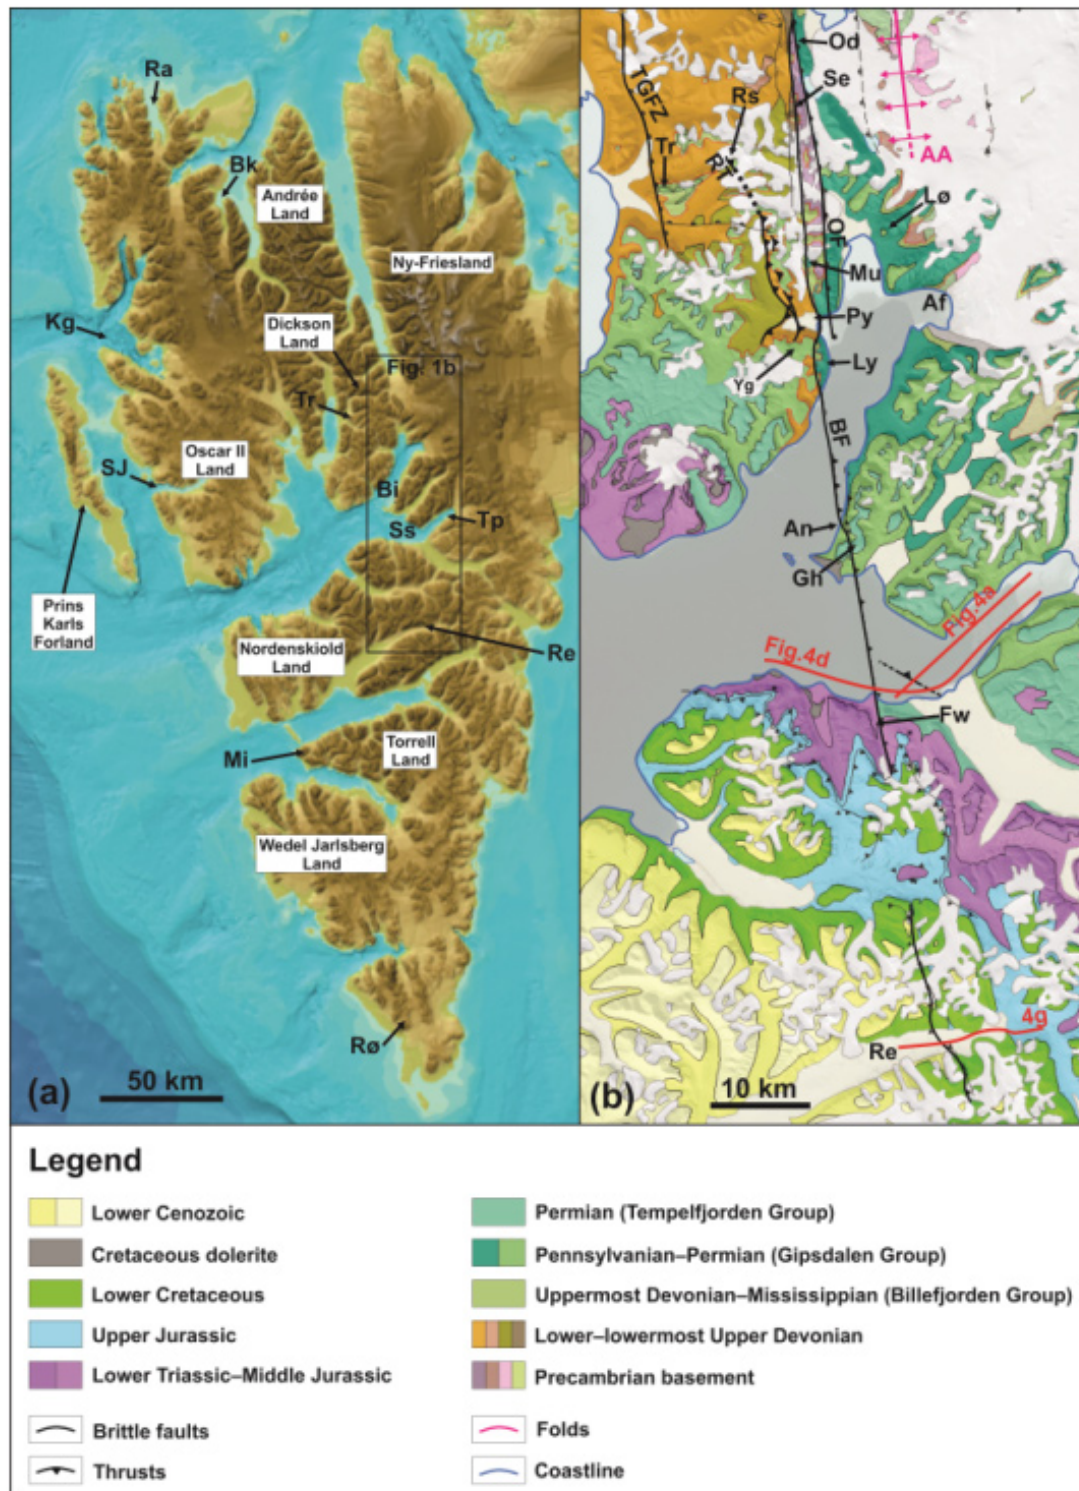 Ra
Bk
Andrée
Land
Ny-Friesland
Kg
Dickson
Land
Fig. 1b
Tr
Oscar II
Land
SJ
Bi
Tp
Ss
Prins
Karls
Forland
Nordenskiold
Land
Re
Mi
Torrell
Land
Wedel Jarlsberg
Land
Rø
(a)
50 km
Od
Se
TGFZ
Rs
Tr
RT
AA
Lø
OF
Mu
Af
Py
Ly
Yg
BF
An
Gh
Fig.4a
Fig.4d
Fw
4g
Re
(b)
10 km
Legend
Lower Cenozoic
Cretaceous dolerite
Lower Cretaceous
Upper Jurassic
Lower Triassic–Middle Jurassic
Brittle faults
Thrusts
Permian (Tempelfjorden Group)
Pennsylvanian–Permian (Gipsdalen Group)
Uppermost Devonian–Mississippian (Billefjorden Group)
Lower–lowermost Upper Devonian
Precambrian basement
Folds
Coastline